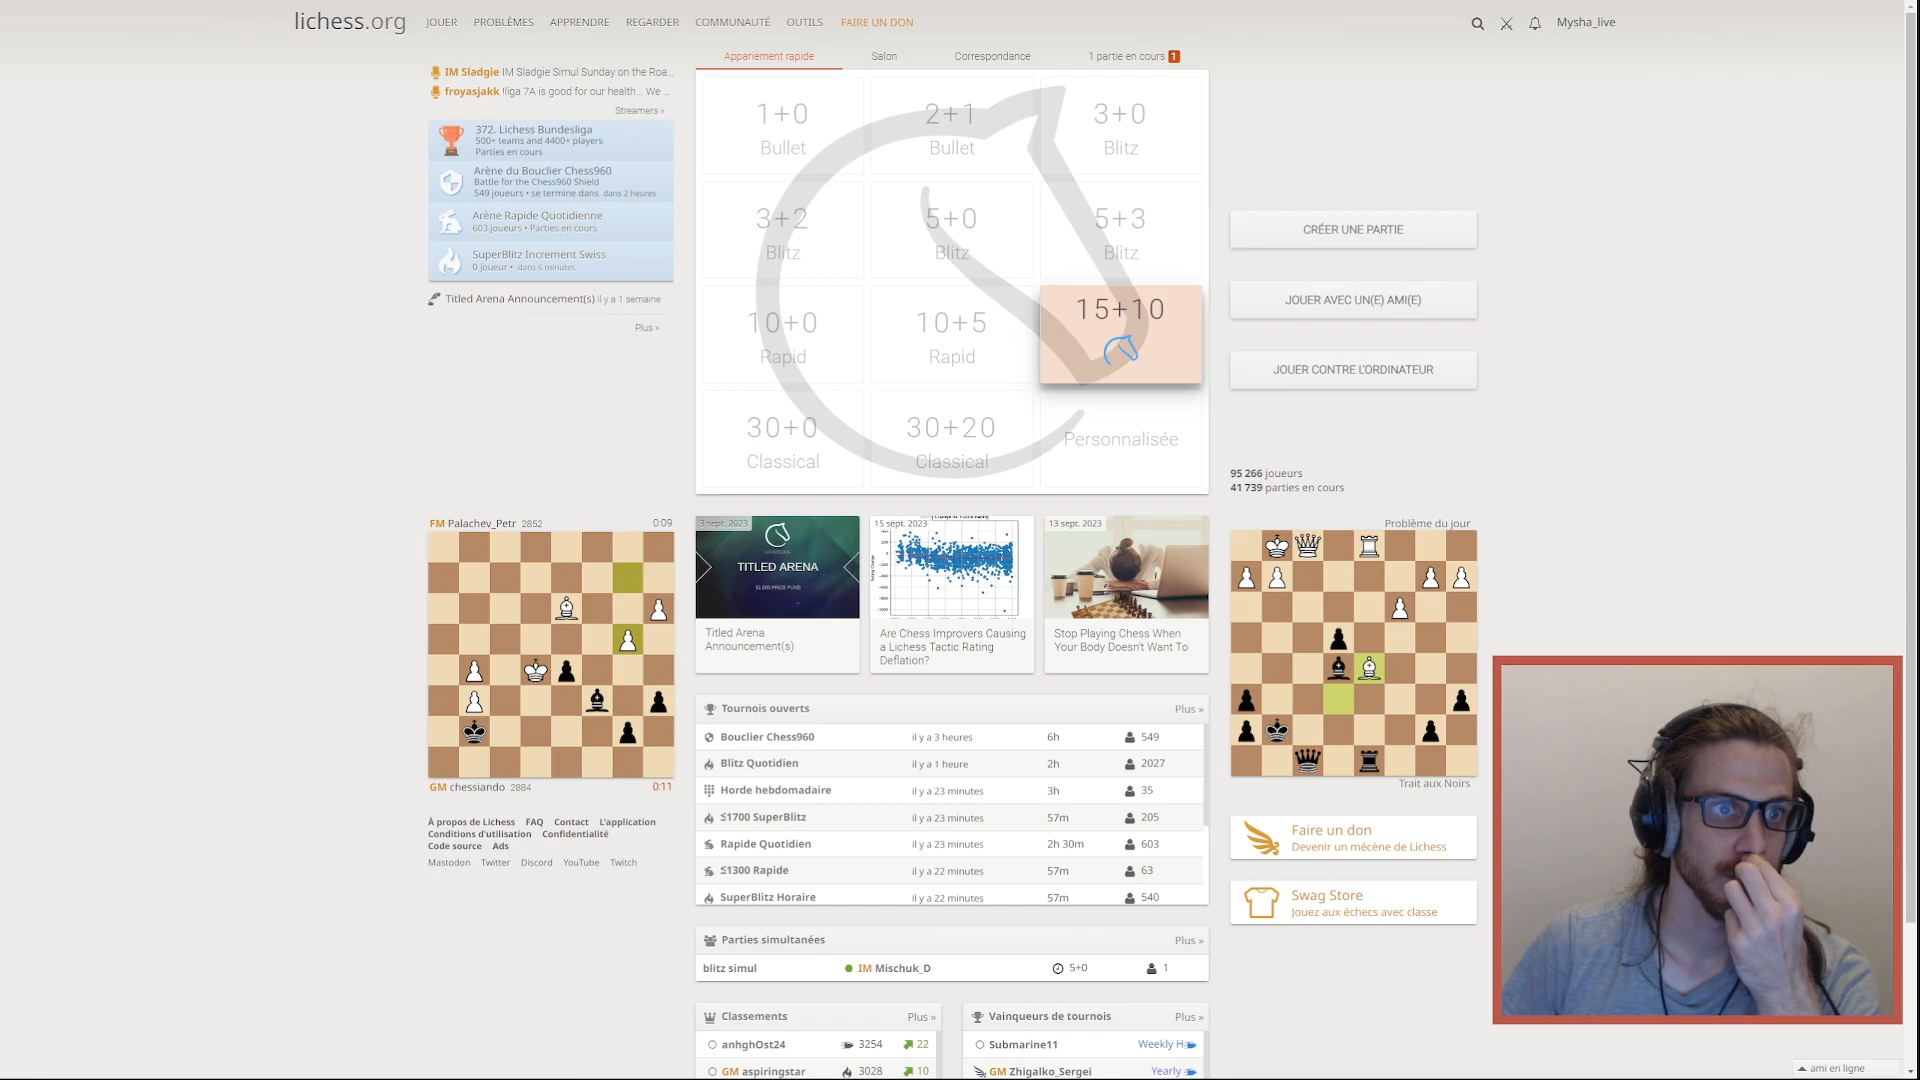 lichess.org
JOUER PROBLÈMES APPRENDRE REGARDER COMMUNAUTÉ OUTILS FAIRE UN DON
Mysha_live
Appariement rapide Salon Correspondance 1 partie en cours 1
IM Sladgie IM Sladgie Simul Sunday on the Roa...
froyasjakk !liga 7A is good for our health... We ...
Streamers »
372. Lichess Bundesliga
500+ teams and 4400+ players
Parties en cours
Arène du Bouclier Chess960
Battle for the Chess960 Shield
549 joueurs • se termine dans dans 2 heures
Arène Rapide Quotidienne
603 joueurs • Parties en cours
SuperBlitz Increment Swiss
0 joueur • dans 6 minutes
Titled Arena Announcement(s) il y a 1 semaine
Plus »
1+0 Bullet
2+1 Bullet
3+0 Blitz
3+2 Blitz
5+0 Blitz
5+3 Blitz
10+0 Rapid
10+5 Rapid
15+10
30+0 Classical
30+20 Classical
Personnalisée
CRÉER UNE PARTIE
JOUER AVEC UN(E) AMI(E)
JOUER CONTRE L'ORDINATEUR
95 266 joueurs
41 739 parties en cours
FM Palachev_Petr 2852 0:09
GM chessiando 2884 0:11
3 sept. 2023
TITLED ARENA
Titled Arena
Announcement(s)
15 sept. 2023
Are Chess Improvers Causing
a Lichess Tactic Rating
Deflation?
13 sept. 2023
Stop Playing Chess When
Your Body Doesn't Want To
Problème du jour
Trait aux Noirs
Tournois ouverts Plus »
Bouclier Chess960 il y a 3 heures 6h 549
Blitz Quotidien il y a 1 heure 2h 2027
Horde hebdomadaire il y a 23 minutes 3h 35
≤1700 SuperBlitz il y a 23 minutes 57m 205
Rapide Quotidien il y a 23 minutes 2h 30m 603
≤1300 Rapide il y a 22 minutes 57m 63
SuperBlitz Horaire il y a 22 minutes 57m 540
Parties simultanées Plus »
blitz simul IM Mischuk_D 5+0 1
Classements Plus »
anhghOst24 3254 22
GM aspiringstar 3028 10
Vainqueurs de tournois Plus »
Submarine11 Weekly H
GM Zhigalko_Sergei Yearly
À propos de Lichess FAQ Contact L'application
Conditions d'utilisation Confidentialité
Code source Ads
Mastodon Twitter Discord YouTube Twitch
Faire un don
Devenir un mécène de Lichess
Swag Store
Jouez aux échecs avec classe
ami en ligne